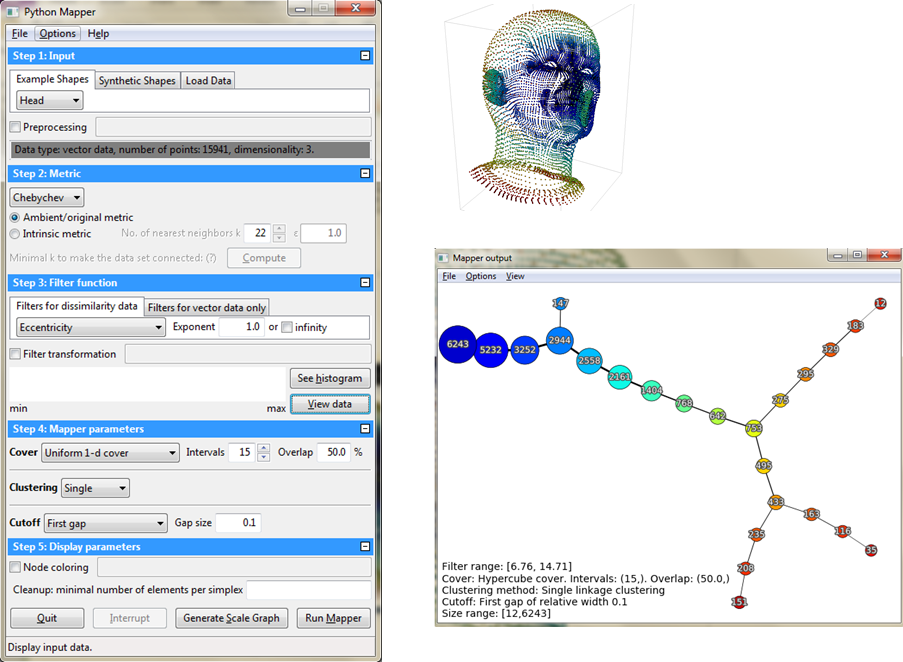 Python Mapper
File Options Help
Step 1: Input
Example Shapes Synthetic Shapes Load Data
Head
Preprocessing
Data type: vector data, number of points: 15941, dimensionality: 3.
Step 2: Metric
Chebychev
Ambient/original metric
Intrinsic metric No. of nearest neighbors k 22 ε 1.0
Minimal k to make the data set connected: (?) Compute
Step 3: Filter function
Filters for dissimilarity data Filters for vector data only
Eccentricity Exponent 1.0 or infinity
Filter transformation
See histogram
min max View data
Step 4: Mapper parameters
Cover Uniform 1-d cover Intervals 15 Overlap 50.0 %
Clustering Single
Cutoff First gap Gap size 0.1
Step 5: Display parameters
Node coloring
Cleanup: minimal number of elements per simplex
Quit Interrupt Generate Scale Graph Run Mapper
Display input data.
Mapper output
File Options View
147
12
183
6243
5232
3252
2944
329
2558
295
2161
1404
275
768
642
753
495
433
163
116
235
35
208
151
Filter range: [6.76, 14.71]
Cover: Hypercube cover. Intervals: (15,). Overlap: (50.0,)
Clustering method: Single linkage clustering
Cutoff: First gap of relative width 0.1
Size range: [12,6243]